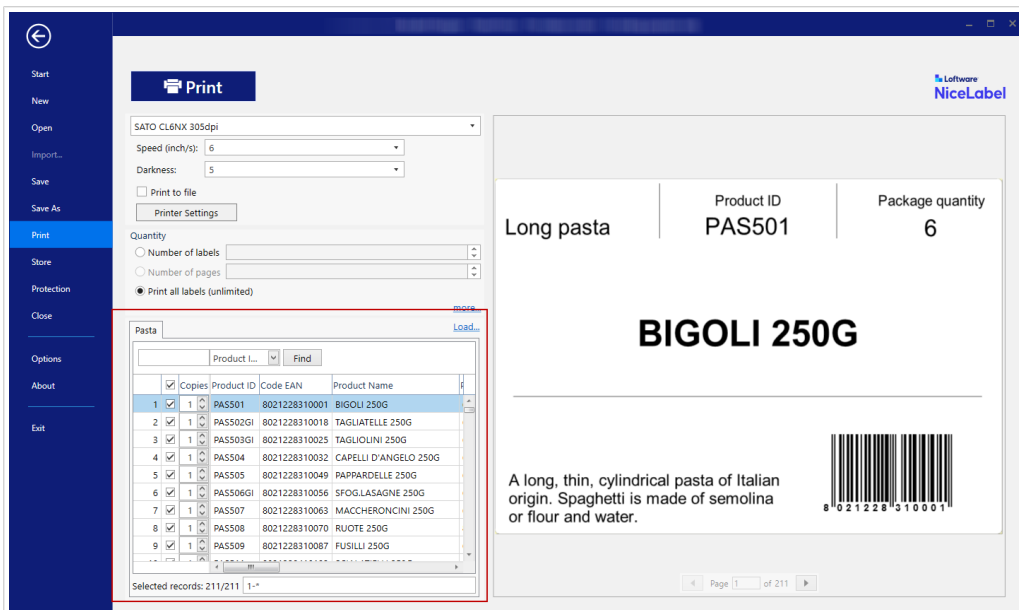 Start
New
Open
Import...
Save
Save As
Print
Store
Protection
Close
Options
About
Exit
Print
SATO CL6NX 305dpi
Speed (inch/s): 6
Darkness: 5
Print to file
Printer Settings
Quantity
Number of labels
Number of pages
Print all labels (unlimited)
more...
Pasta
Load...
Product I... Find
Copies Product ID Code EAN Product Name
1 1 PAS501 8021228310001 BIGOLI 250G
2 1 PAS502GI 8021228310018 TAGLIATELLE 250G
3 1 PAS503GI 8021228310025 TAGLIOLINI 250G
4 1 PAS504 8021228310032 CAPELLI D'ANGELO 250G
5 1 PAS505 8021228310049 PAPPARDELLE 250G
6 1 PAS506GI 8021228310056 SFOG.LASAGNE 250G
7 1 PAS507 8021228310063 MACCHERONCINI 250G
8 1 PAS508 8021228310070 RUOTE 250G
9 1 PAS509 8021228310087 FUSILLI 250G
Selected records: 211/211 1-*
Loftware
NiceLabel
Long pasta
Product ID
PAS501
Package quantity
6
BIGOLI 250G
A long, thin, cylindrical pasta of Italian
origin. Spaghetti is made of semolina
or flour and water.
8 021228 310001
Page 1 of 211